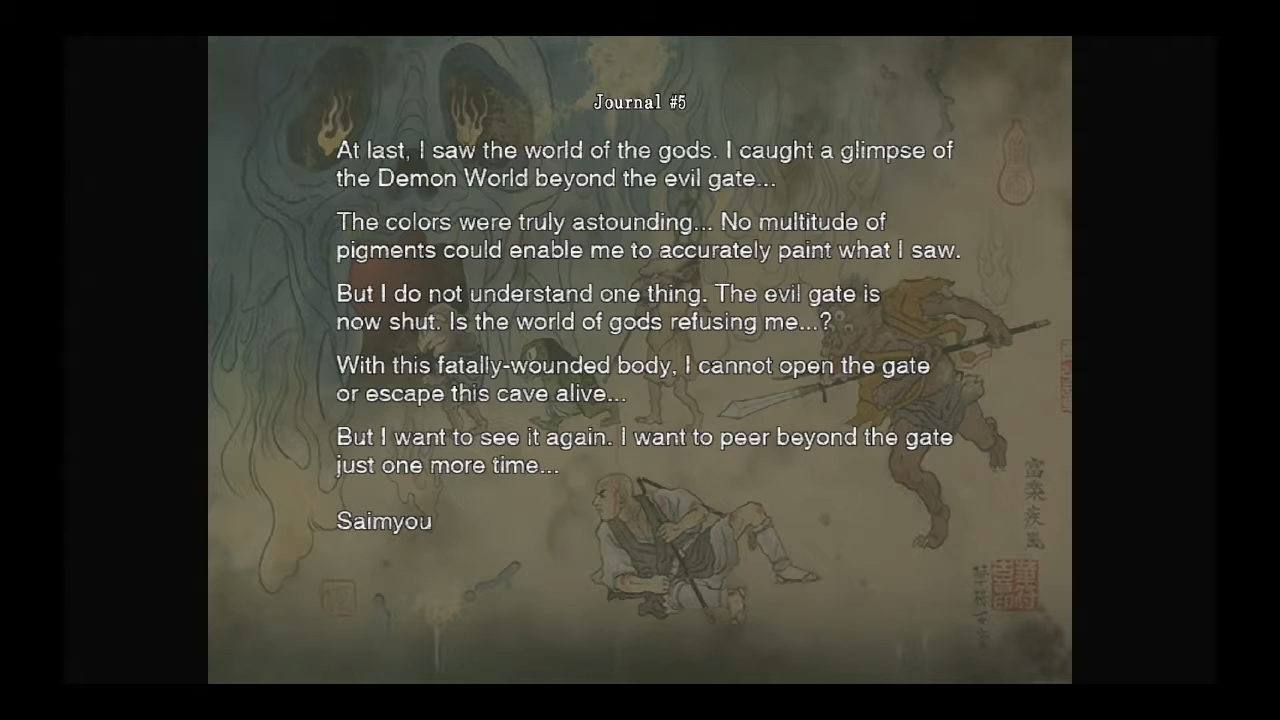 Journal #5
At last, I saw the world of the gods. I caught a glimpse of
the Demon World beyond the evil gate...
The colors were truly astounding... No multitude of
pigments could enable me to accurately paint what I saw.
But I do not understand one thing. The evil gate is
now shut. Is the world of gods refusing me...?
With this fatally-wounded body, I cannot open the gate
or escape this cave alive...
But I want to see it again. I want to peer beyond the gate
just one more time...
Saimyou